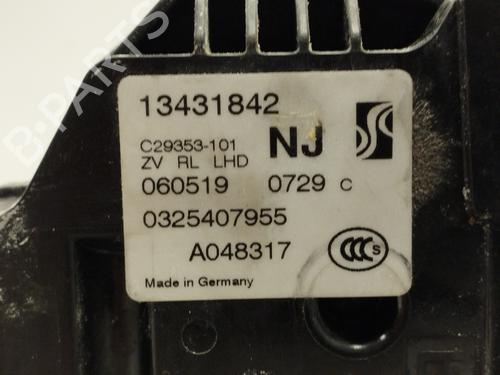 B-PARTS
13431842
C29353-101 NJ
ZV RL LHD
060519 0729 C
0325407955
A048317
CCC S
Made in Germany